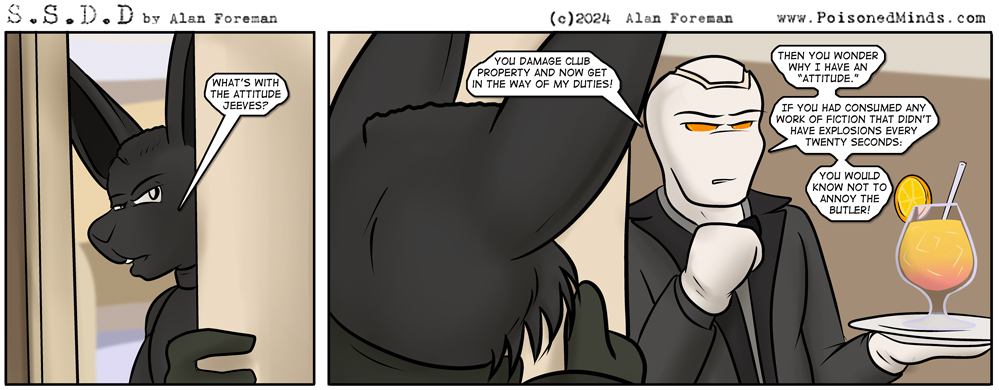 S.S.D.D by Alan Foreman (c)2024 Alan Foreman www.PoisonedMinds.com
WHAT'S WITH
THE ATTITUDE
JEEVES?
YOU DAMAGE CLUB
PROPERTY AND NOW GET
IN THE WAY OF MY DUTIES!
THEN YOU WONDER
WHY I HAVE AN
"ATTITUDE."
IF YOU HAD CONSUMED ANY
WORK OF FICTION THAT DIDN'T
HAVE EXPLOSIONS EVERY
TWENTY SECONDS:
YOU WOULD
KNOW NOT TO
ANNOY THE
BUTLER!